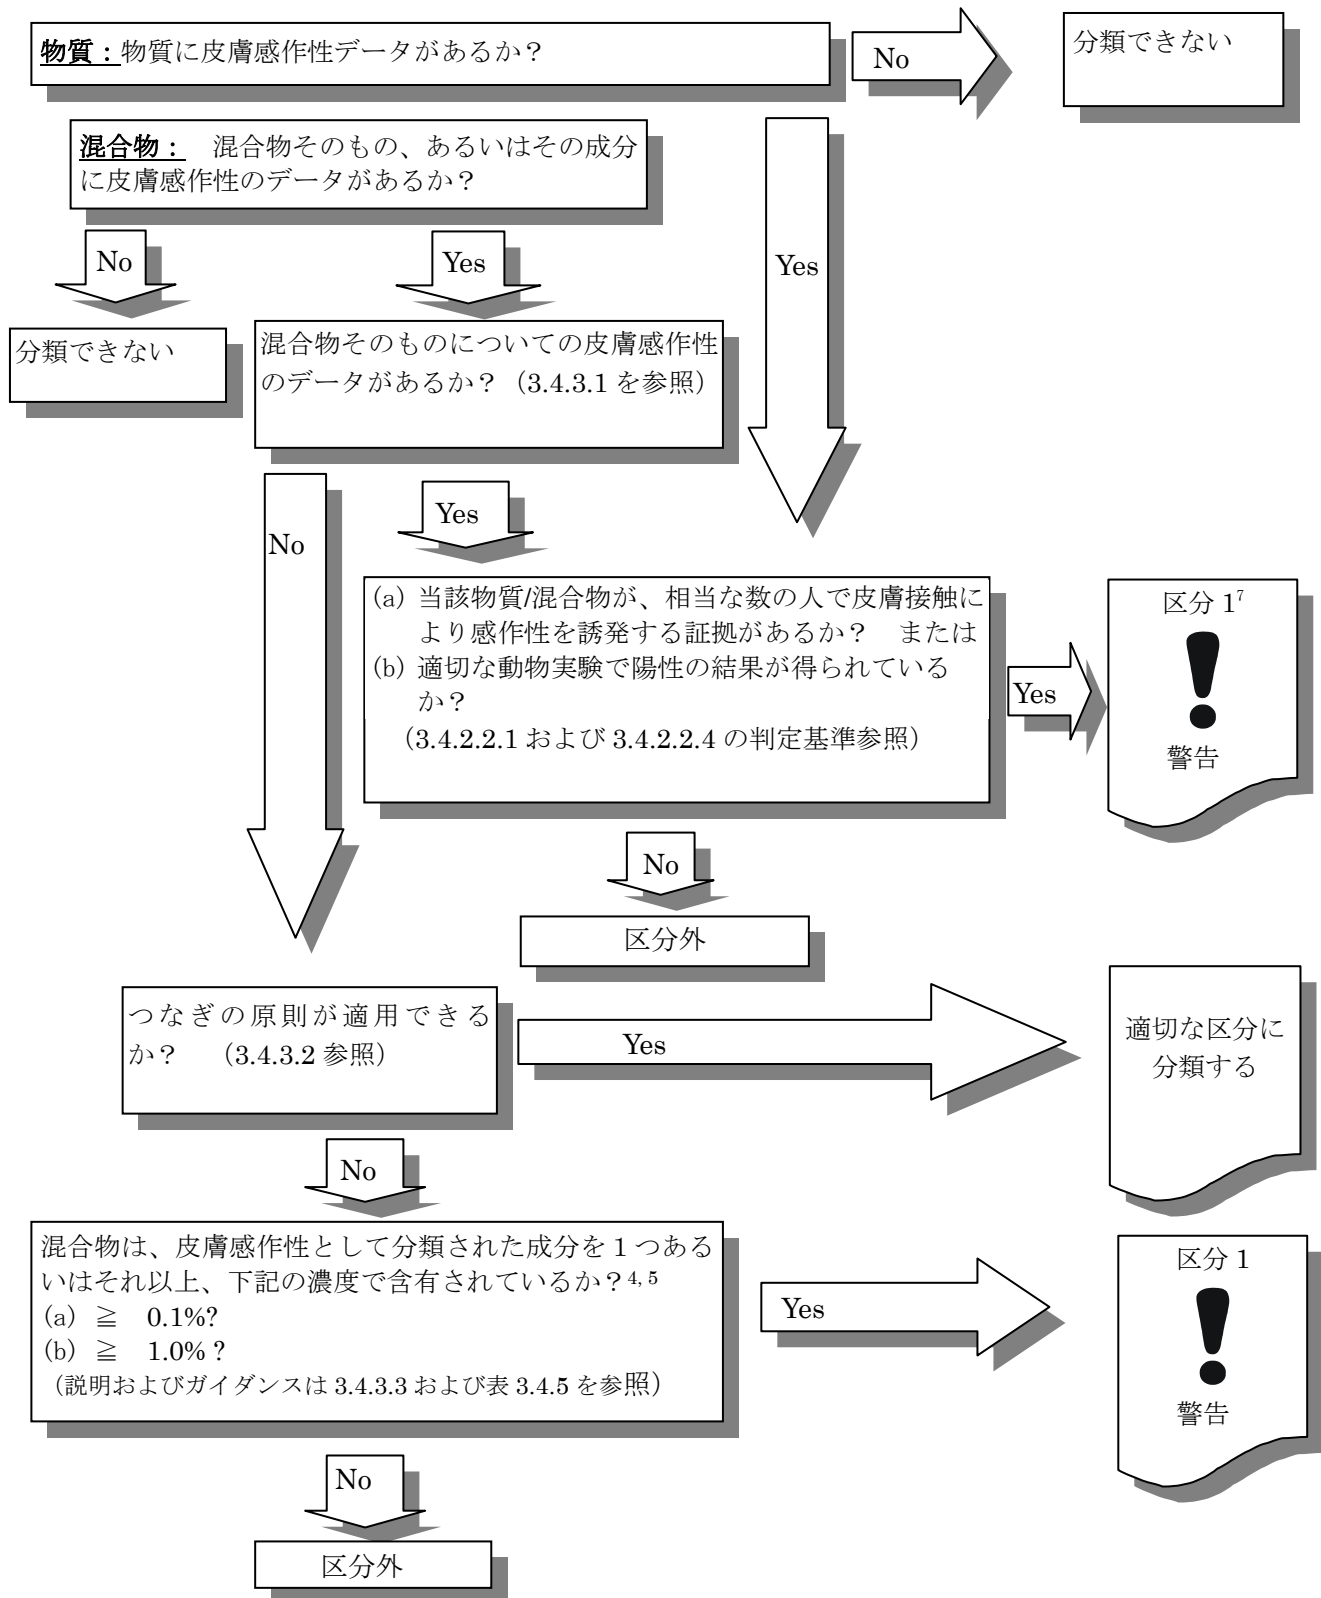 物質：物質に皮膚感作性データがあるか？
No
分類できない
混合物：　混合物そのもの、あるいはその成分
に皮膚感作性のデータがあるか？
No
Yes
Yes
分類できない
混合物そのものについての皮膚感作性
のデータがあるか？（3.4.3.1 を参照）
No
Yes
(a) 当該物質/混合物が、相当な数の人で皮膚接触に
より感作性を誘発する証拠があるか？　または
(b) 適切な動物実験で陽性の結果が得られている
か？
（3.4.2.2.1 および 3.4.2.2.4 の判定基準参照）
Yes
区分 1⁷
警告
No
区分外
つなぎの原則が適用できる
か？　（3.4.3.2 参照）
Yes
適切な区分に
分類する
No
混合物は、皮膚感作性として分類された成分を 1 つある
いはそれ以上、下記の濃度で含有されているか？⁴,⁵
(a) ≧ 0.1%?
(b) ≧ 1.0%？
（説明およびガイダンスは 3.4.3.3 および表 3.4.5 を参照）
Yes
区分 1
警告
No
区分外